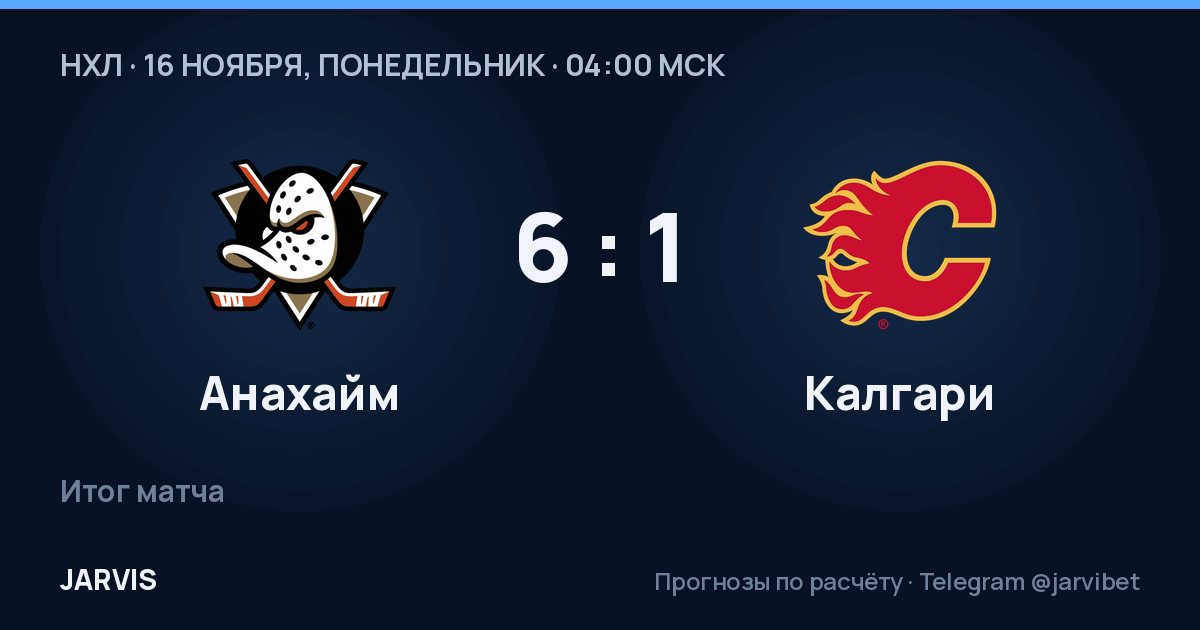 НХЛ · 16 НОЯБРЯ, ПОНЕДЕЛЬНИК · 04:00 МСК
6 : 1
Анахайм
Калгари
Итог матча
JARVIS
Прогнозы по расчёту · Telegram @jarvibet